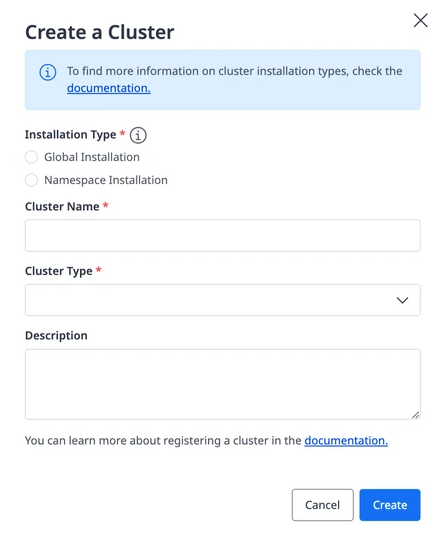 Create a Cluster
To find more information on cluster installation types, check the
documentation.
Installation Type *
Global Installation
Namespace Installation
Cluster Name *
Cluster Type *
Description
You can learn more about registering a cluster in the documentation.
Cancel Create